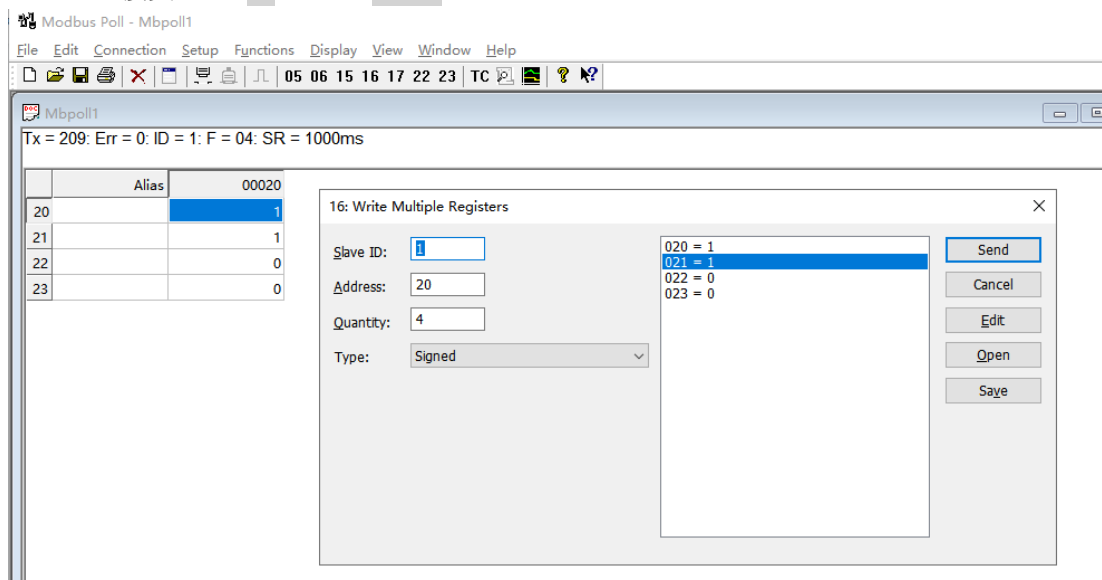 Modbus Poll - Mbpoll1
File Edit Connection Setup Functions Display View Window Help
05 06 15 16 17 22 23 TC
Mbpoll1
Tx = 209: Err = 0: ID = 1: F = 04: SR = 1000ms
Alias 00020
20 1
21 1
22 0
23 0
16: Write Multiple Registers
Slave ID: 1
Address: 20
Quantity: 4
Type: Signed
020 = 1
021 = 1
022 = 0
023 = 0
Send
Cancel
Edit
Open
Save